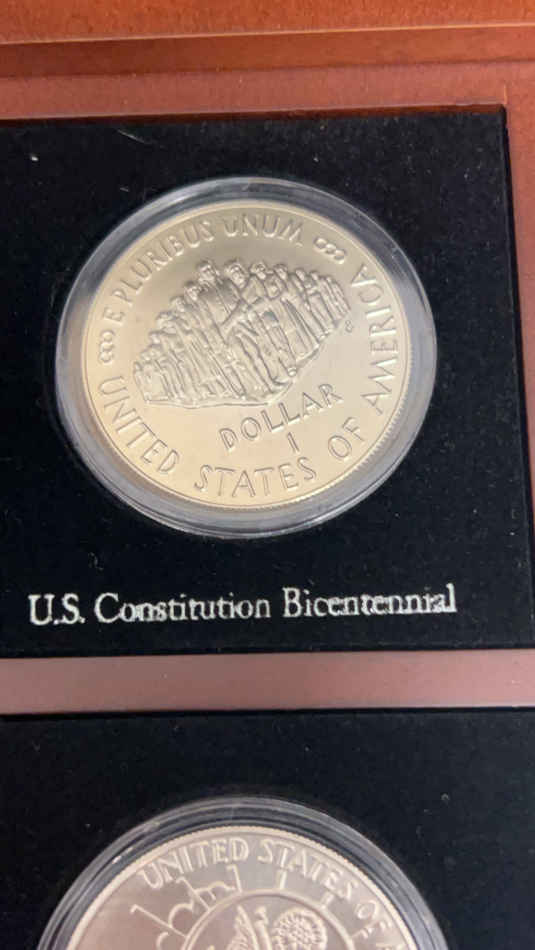 E PLURIBUS UNUM
DOLLAR
1
UNITED STATES OF AMERICA
U.S. Constitution Bicentennial
UNITED STATES OF